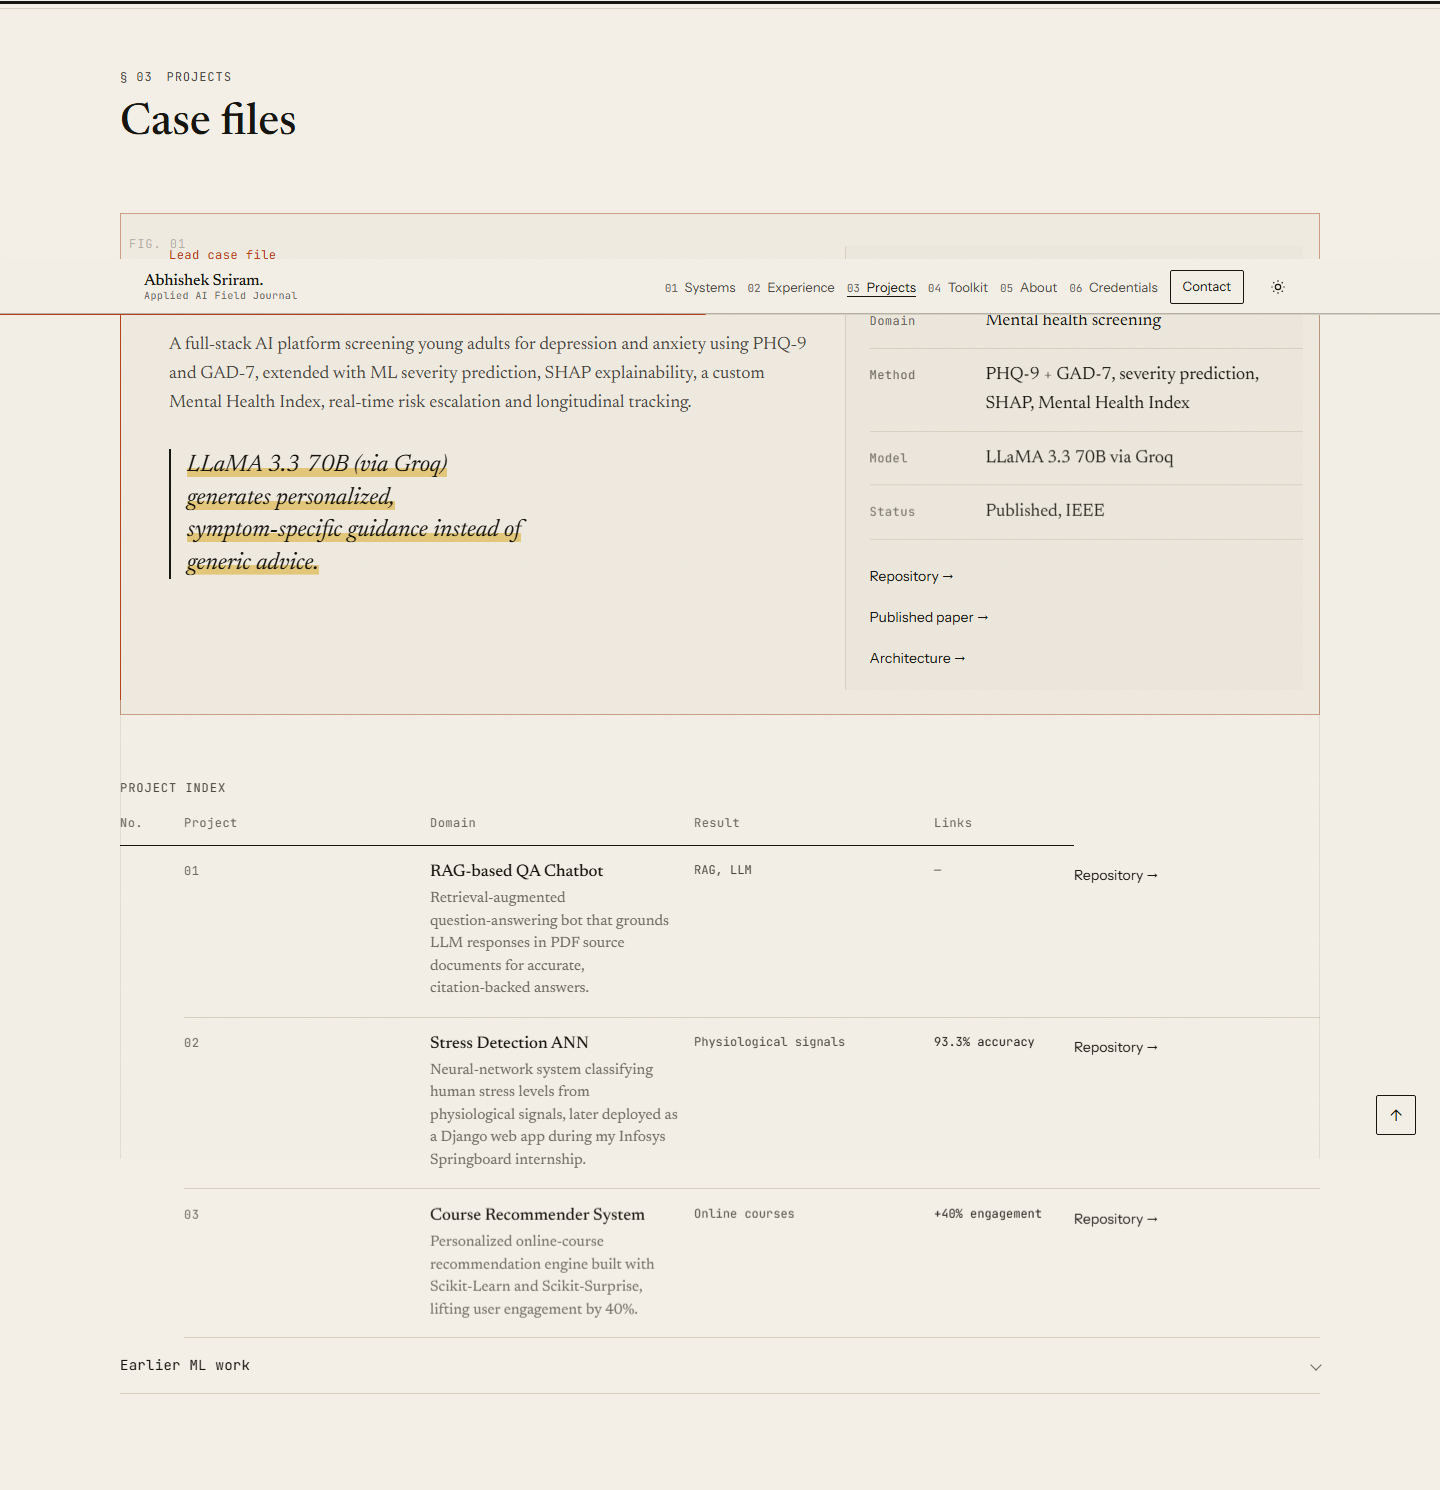 § 03 PROJECTS
Case files
FIG. 01
Lead case file
Abhishek Sriram.
Applied AI Field Journal
01 Systems 02 Experience 03 Projects 04 Toolkit 05 About 06 Credentials Contact
Domain Mental health screening
A full-stack AI platform screening young adults for depression and anxiety using PHQ-9
and GAD-7, extended with ML severity prediction, SHAP explainability, a custom
Mental Health Index, real-time risk escalation and longitudinal tracking.
LLaMA 3.3 70B (via Groq)
generates personalized,
symptom-specific guidance instead of
generic advice.
Method PHQ-9 + GAD-7, severity prediction,
SHAP, Mental Health Index
Model LLaMA 3.3 70B via Groq
Status Published, IEEE
Repository →
Published paper →
Architecture →
PROJECT INDEX
No. Project Domain Result Links
01 RAG-based QA Chatbot RAG, LLM — Repository →
Retrieval-augmented
question-answering bot that grounds
LLM responses in PDF source
documents for accurate,
citation-backed answers.
02 Stress Detection ANN Physiological signals 93.3% accuracy Repository →
Neural-network system classifying
human stress levels from
physiological signals, later deployed as
a Django web app during my Infosys
Springboard internship.
03 Course Recommender System Online courses +40% engagement Repository →
Personalized online-course
recommendation engine built with
Scikit-Learn and Scikit-Surprise,
lifting user engagement by 40%.
Earlier ML work